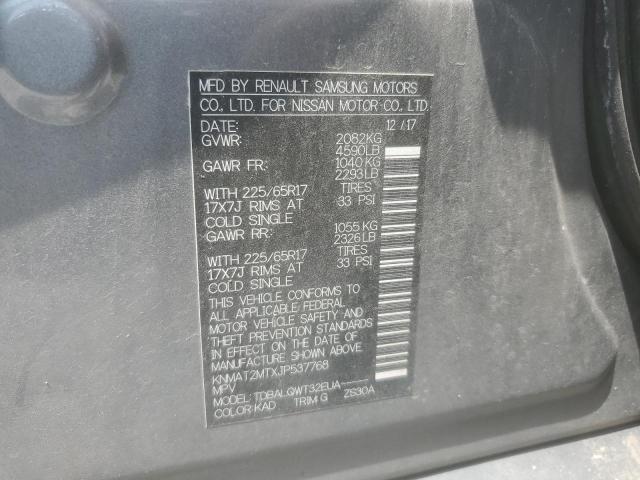 MFD BY RENAULT SAMSUNG MOTORS
CO., LTD. FOR NISSAN MOTOR CO., LTD.
DATE: 12 / 17
GVWR: 2082KG
4590LB
GAWR FR: 1040KG
2293LB
WITH 225/65R17 TIRES
17X7J RIMS AT 33 PSI
COLD SINGLE
GAWR RR: 1055KG
2326LB
WITH 225/65R17 TIRES
17X7J RIMS AT 33 PSI
COLD SINGLE
THIS VEHICLE CONFORMS TO
ALL APPLICABLE FEDERAL
MOTOR VEHICLE SAFETY AND
THEFT PREVENTION STANDARDS
IN EFFECT ON THE DATE OF
MANUFACTURE SHOWN ABOVE
KNMAT2MTXJP537768
MPV
MODEL: TDBALGWT32EUA-----
COLOR KAD TRIM G ZS30A